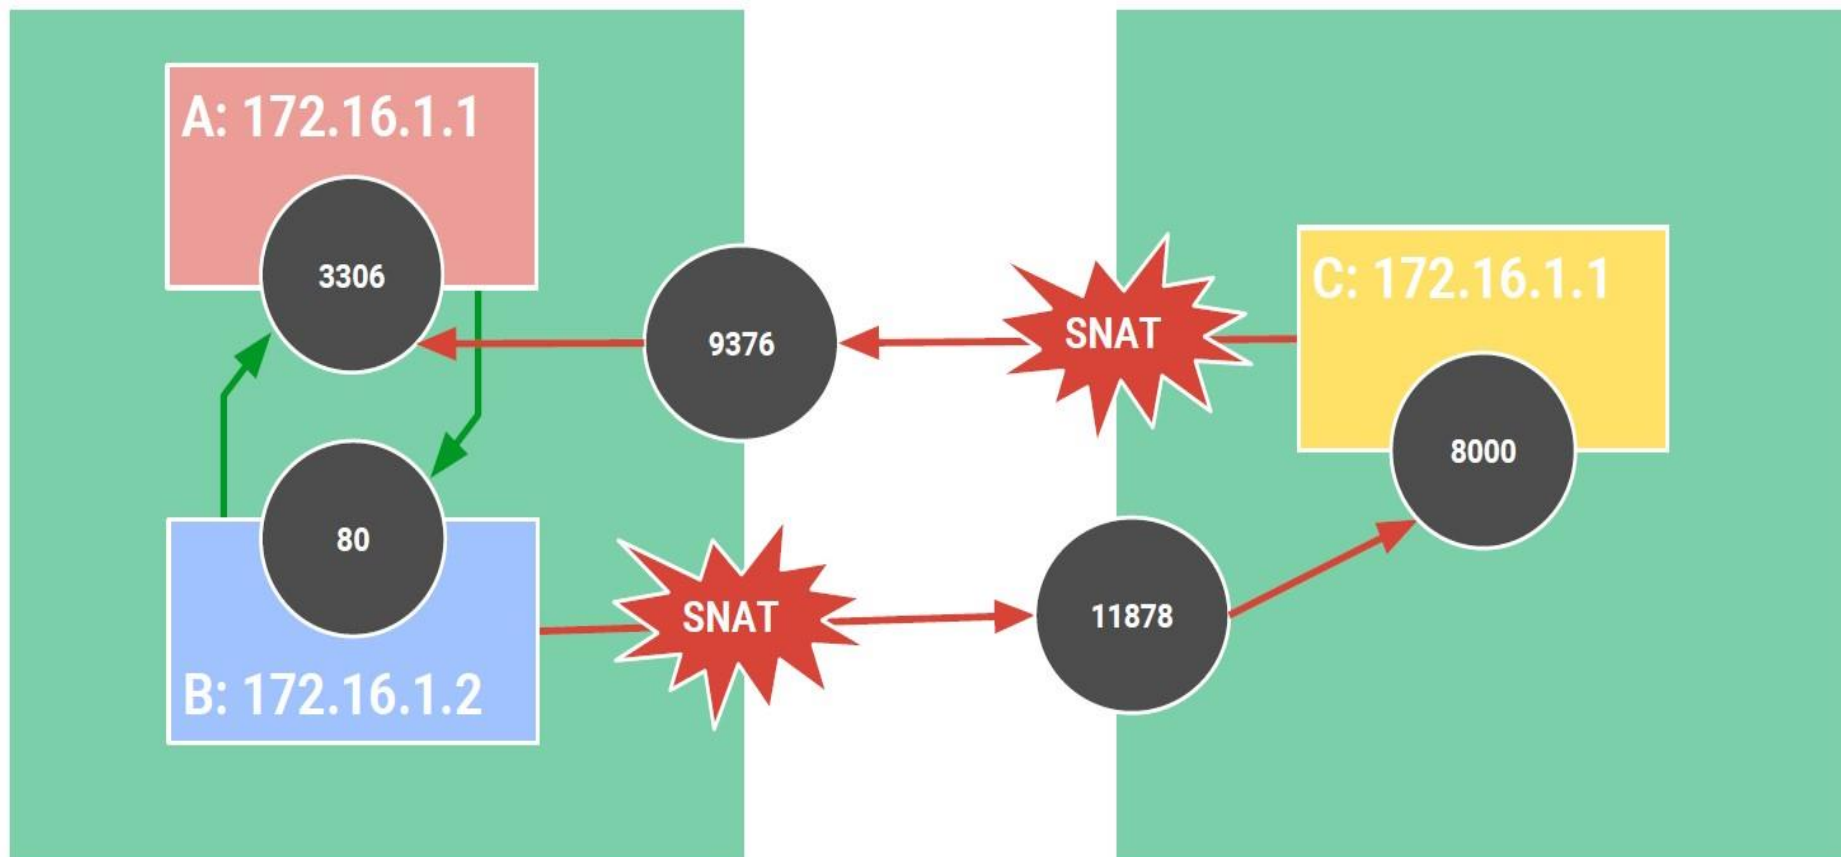 A: 172.16.1.1
3306
9376
SNAT
C: 172.16.1.1
8000
80
SNAT
11878
B: 172.16.1.2